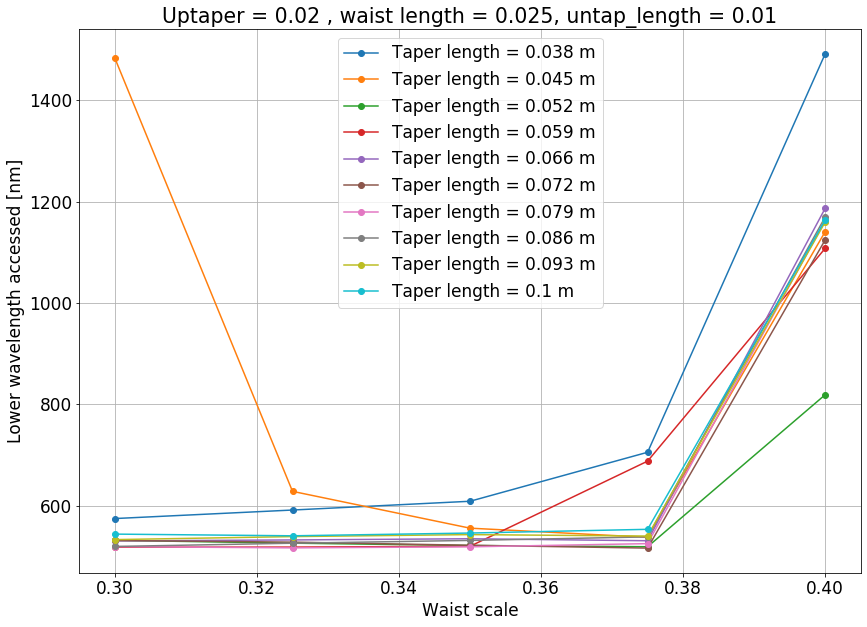 Uptaper = 0.02 , waist length = 0.025, untap_length = 0.01
Taper length = 0.038 m
Taper length = 0.045 m
Taper length = 0.052 m
Taper length = 0.059 m
Taper length = 0.066 m
Taper length = 0.072 m
Taper length = 0.079 m
Taper length = 0.086 m
Taper length = 0.093 m
Taper length = 0.1 m
Lower wavelength accessed [nm]
1400
1200
1000
800
600
0.30 0.32 0.34 0.36 0.38 0.40
Waist scale